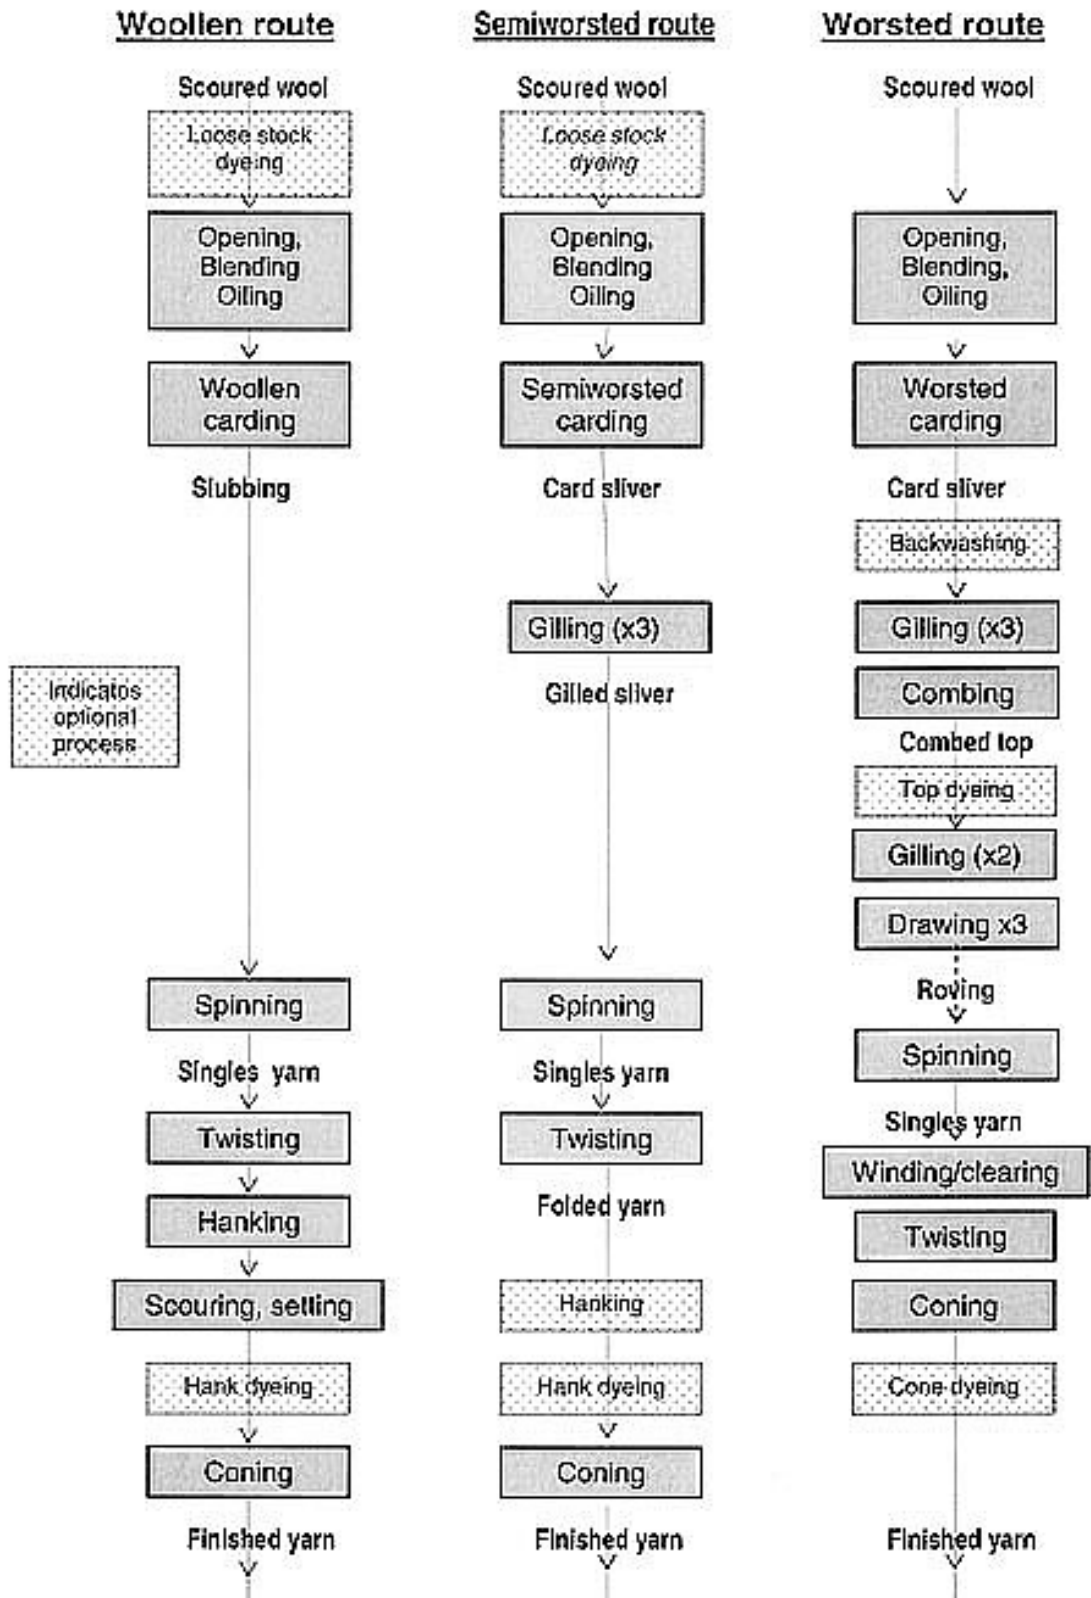 Woollen route
Scoured wool
Loose stock
dyeing
Opening,
Blending
Oiling
Woollen
carding
Slubbing
Indicatos
optional
process
Spinning
Singles yarn
Twisting
Hanking
Scouring, setting
Hank dyeing
Coning
Finished yarn
Semiworsted route
Scoured wool
Loose stock
dyeing
Opening,
Blending
Oiling
Semiworsted
carding
Card sliver
Gilling (x3)
Gilled sliver
Spinning
Singles yarn
Twisting
Folded yarn
Hanking
Hank dyeing
Coning
Finished yarn
Worsted route
Scoured wool
Opening,
Blending,
Oiling
Worsted
carding
Card sliver
Backwashing
Gilling (x3)
Combing
Combed top
Top dyeing
Gilling (x2)
Drawing x3
Roving
Spinning
Singles yarn
Winding/clearing
Twisting
Coning
Cone dyeing
Finished yarn